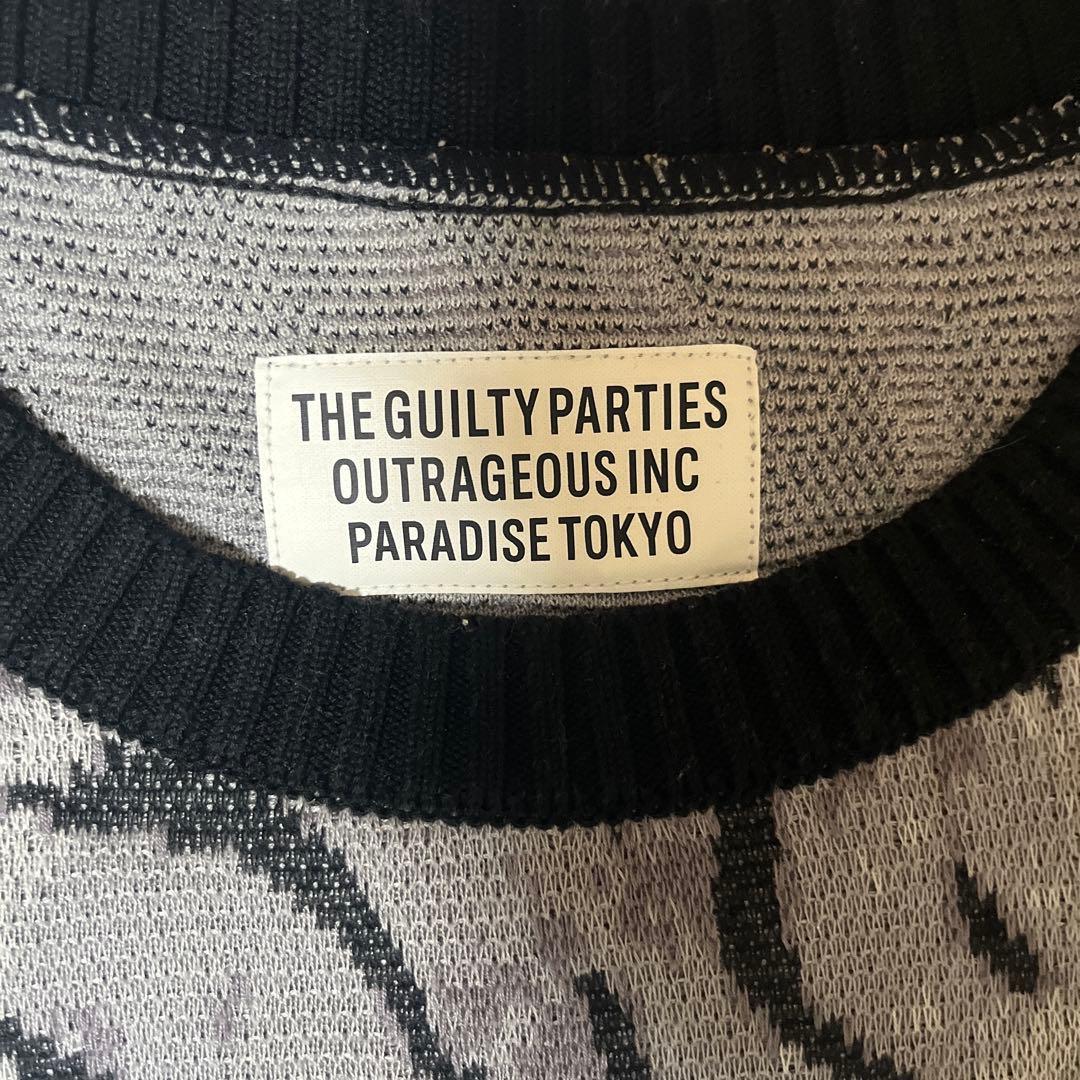 THE GUILTY PARTIES
OUTRAGEOUS INC
PARADISE TOKYO